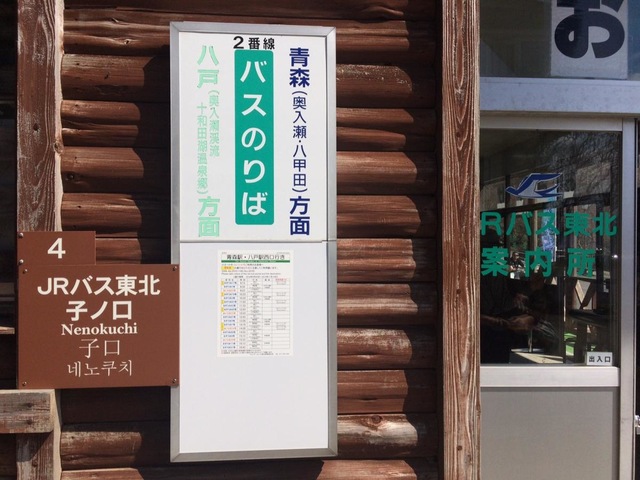 2番線
青森(奥入瀬・八甲田)方面
バスのりば
八戸(奥入瀬渓流
十和田湖温泉郷)方面
青森駅・八戸駅西口行き
4
JRバス東北
子ノ口
Nenokuchi
子口
네노쿠치
お
Rバス東北
案内所
出入口